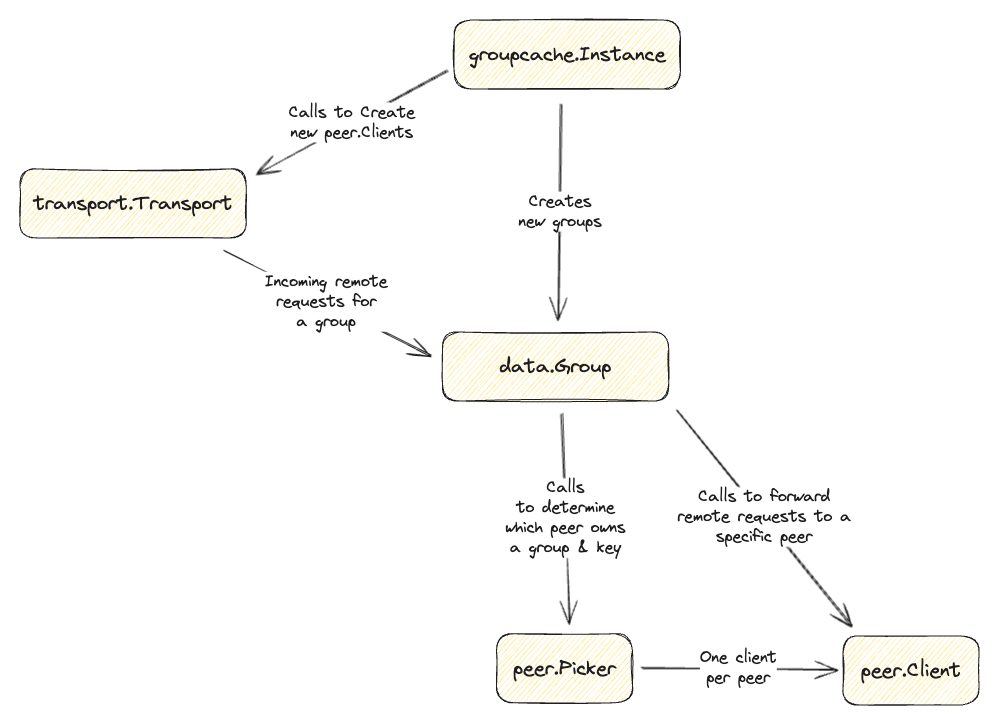 groupcache.Instance
Calls to Create
new peer.Clients
transport.Transport
Creates
new groups
Incoming remote
requests for
a group
data.Group
Calls
to determine
which peer owns
a group & key
Calls to forward
remote requests to a
specific peer
peer.Picker
One client
per peer
peer.Client